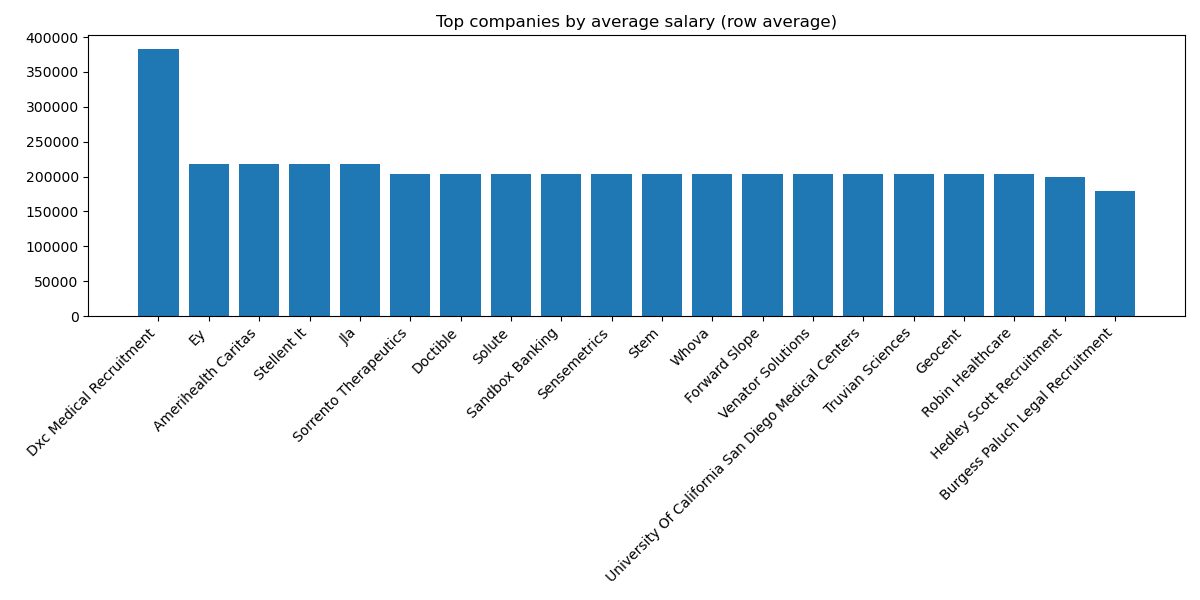 Top companies by average salary (row average)
400000
350000
300000
250000
200000
150000
100000
50000
0
Dxc Medical Recruitment
Ey
Amerihealth Caritas
Stellent It
Jla
Sorrento Therapeutics
Doctible
Solute
Sandbox Banking
Sensemetrics
Stem
Whova
Forward Slope
Venator Solutions
University Of California San Diego Medical Centers
Truvian Sciences
Geocent
Robin Healthcare
Hedley Scott Recruitment
Burgess Paluch Legal Recruitment